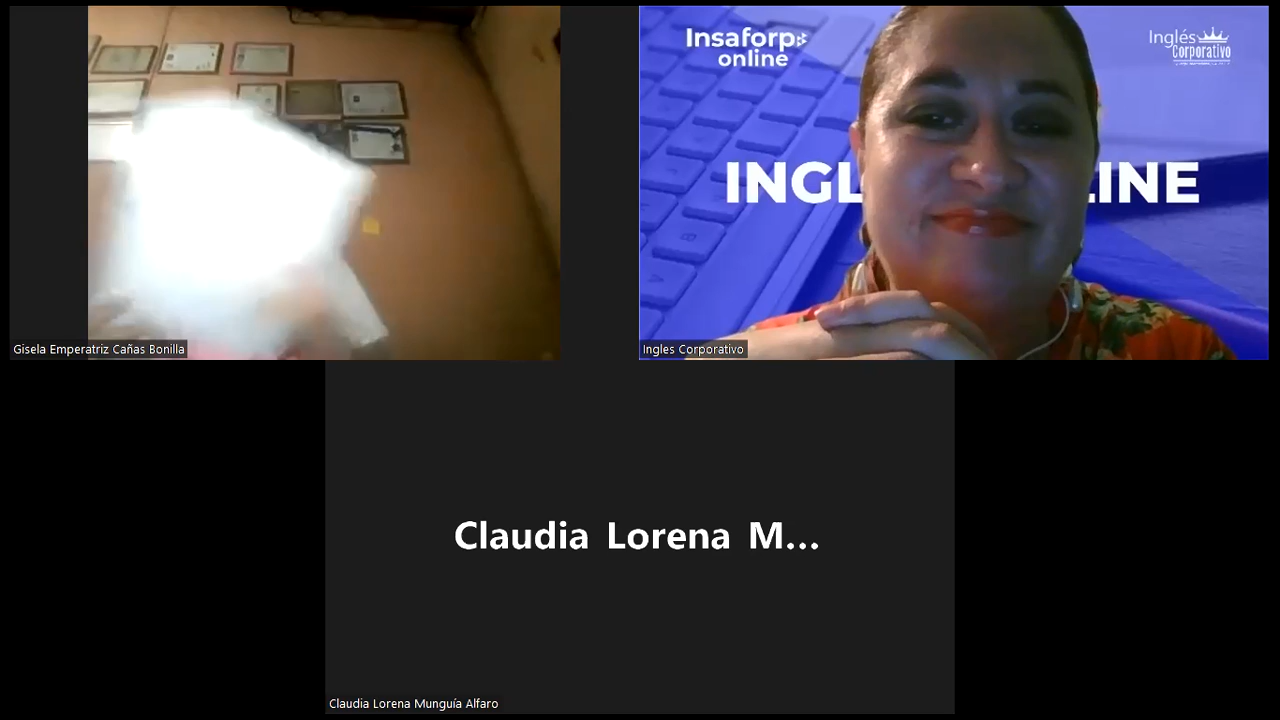 Insaforp
online
Inglés
Corporativo
INGL LINE
Gisela Emperatriz Cañas Bonilla
Ingles Corporativo
Claudia Lorena M...
Claudia Lorena Munguía Alfaro